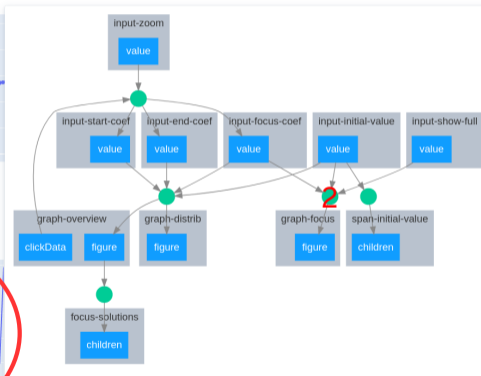 input-zoom
value
input-start-coef
input-end-coef
input-focus-coef
input-initial-value
input-show-full
value
value
value
value
value
2
graph-overview
graph-distrib
graph-focus
span-initial-value
clickData
figure
figure
figure
children
focus-solutions
children